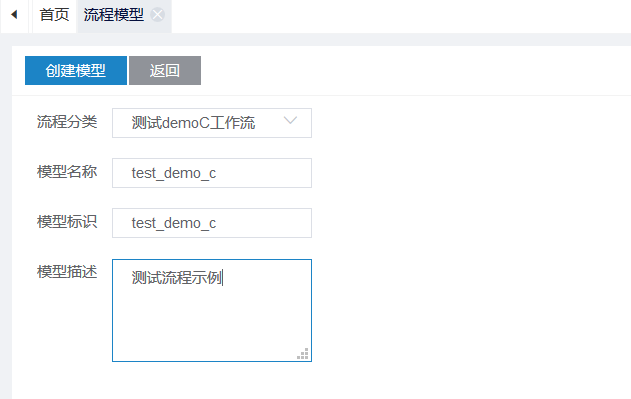 首页 流程模型
创建模型 返回
流程分类 测试demoC工作流
模型名称 test_demo_c
模型标识 test_demo_c
模型描述 测试流程示例